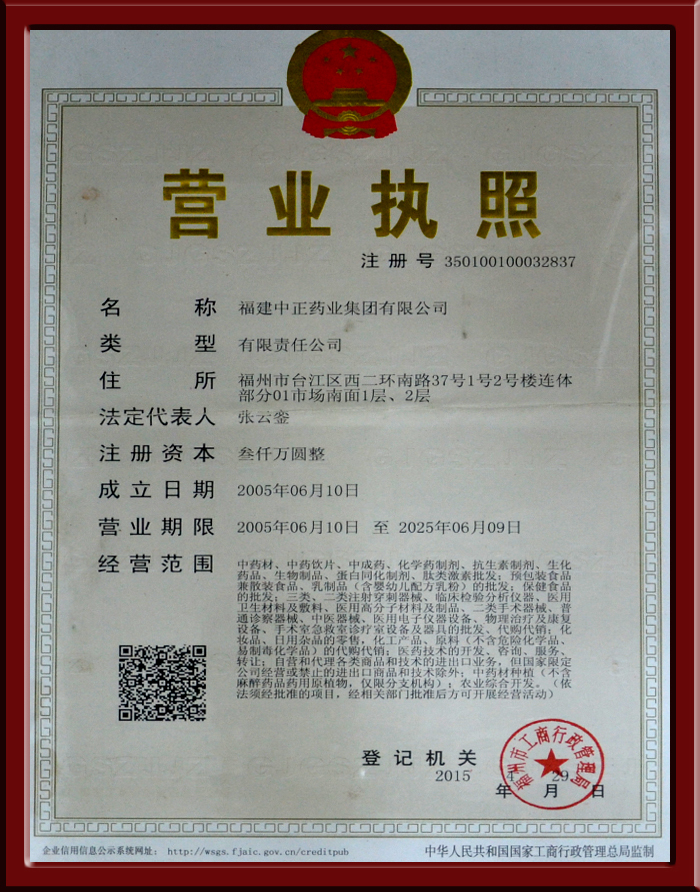 营业执照
注册号 350100100032837
名称 福建中正药业集团有限公司
类型 有限责任公司
住所 福州市台江区西二环南路37号1号2号楼连体
部分01市场南面1层、2层
法定代表人 张云銮
注册资本 叁仟万圆整
成立日期 2005年06月10日
营业期限 2005年06月10日 至 2025年06月09日
经营范围 中药材、中药饮片、中成药、化学药制剂、抗生素制剂、生化
药品、生物制品、蛋白同化制剂、肽类激素批发；预包装食品
兼散装食品、乳制品（含婴幼儿配方乳粉）的批发；保健食品
的批发；三类、二类注射穿刺器械、临床检验分析仪器、医用
卫生材料及敷料、医用高分子材料及制品、二类手术器械、普
通诊察器械、中医器械、医用电子仪器设备、物理治疗及康复
设备、手术室急救室诊疗室设备及器具的批发、代购代销；化
妆品、日用杂品的零售，化工产品、原料（不含危险化学品、
易制毒化学品）的代购代销；医药技术的开发、咨询、服务、
转让；自营和代理各类商品和技术的进出口业务，但国家限定
公司经营或禁止的进出口商品和技术除外；中药材种植（不含
麻醉药品药用原植物，仅限分支机构）；农业综合开发。（依
法须经批准的项目，经相关部门批准后方可开展经营活动）
登记机关
福州市工商行政管理局
2015 4 29
年 月 日
企业信用信息公示系统网址： http://wsgs.fjaic.gov.cn/creditpub
中华人民共和国国家工商行政管理总局监制